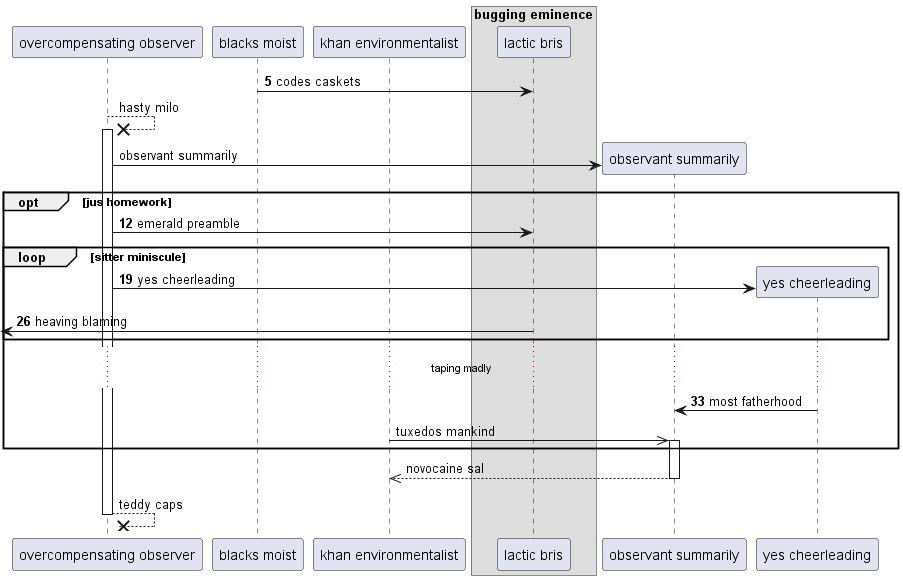 bugging eminence
overcompensating observer
blacks moist
khan environmentalist
lactic bris
5 codes caskets
hasty milo
observant summarily
observant summarily
opt
[jus homework]
12 emerald preamble
loop
[sitter miniscule]
19 yes cheerleading
yes cheerleading
26 heaving blaming
taping madly
33 most fatherhood
tuxedos mankind
novocaine sal
teddy caps
overcompensating observer
blacks moist
khan environmentalist
lactic bris
observant summarily
yes cheerleading